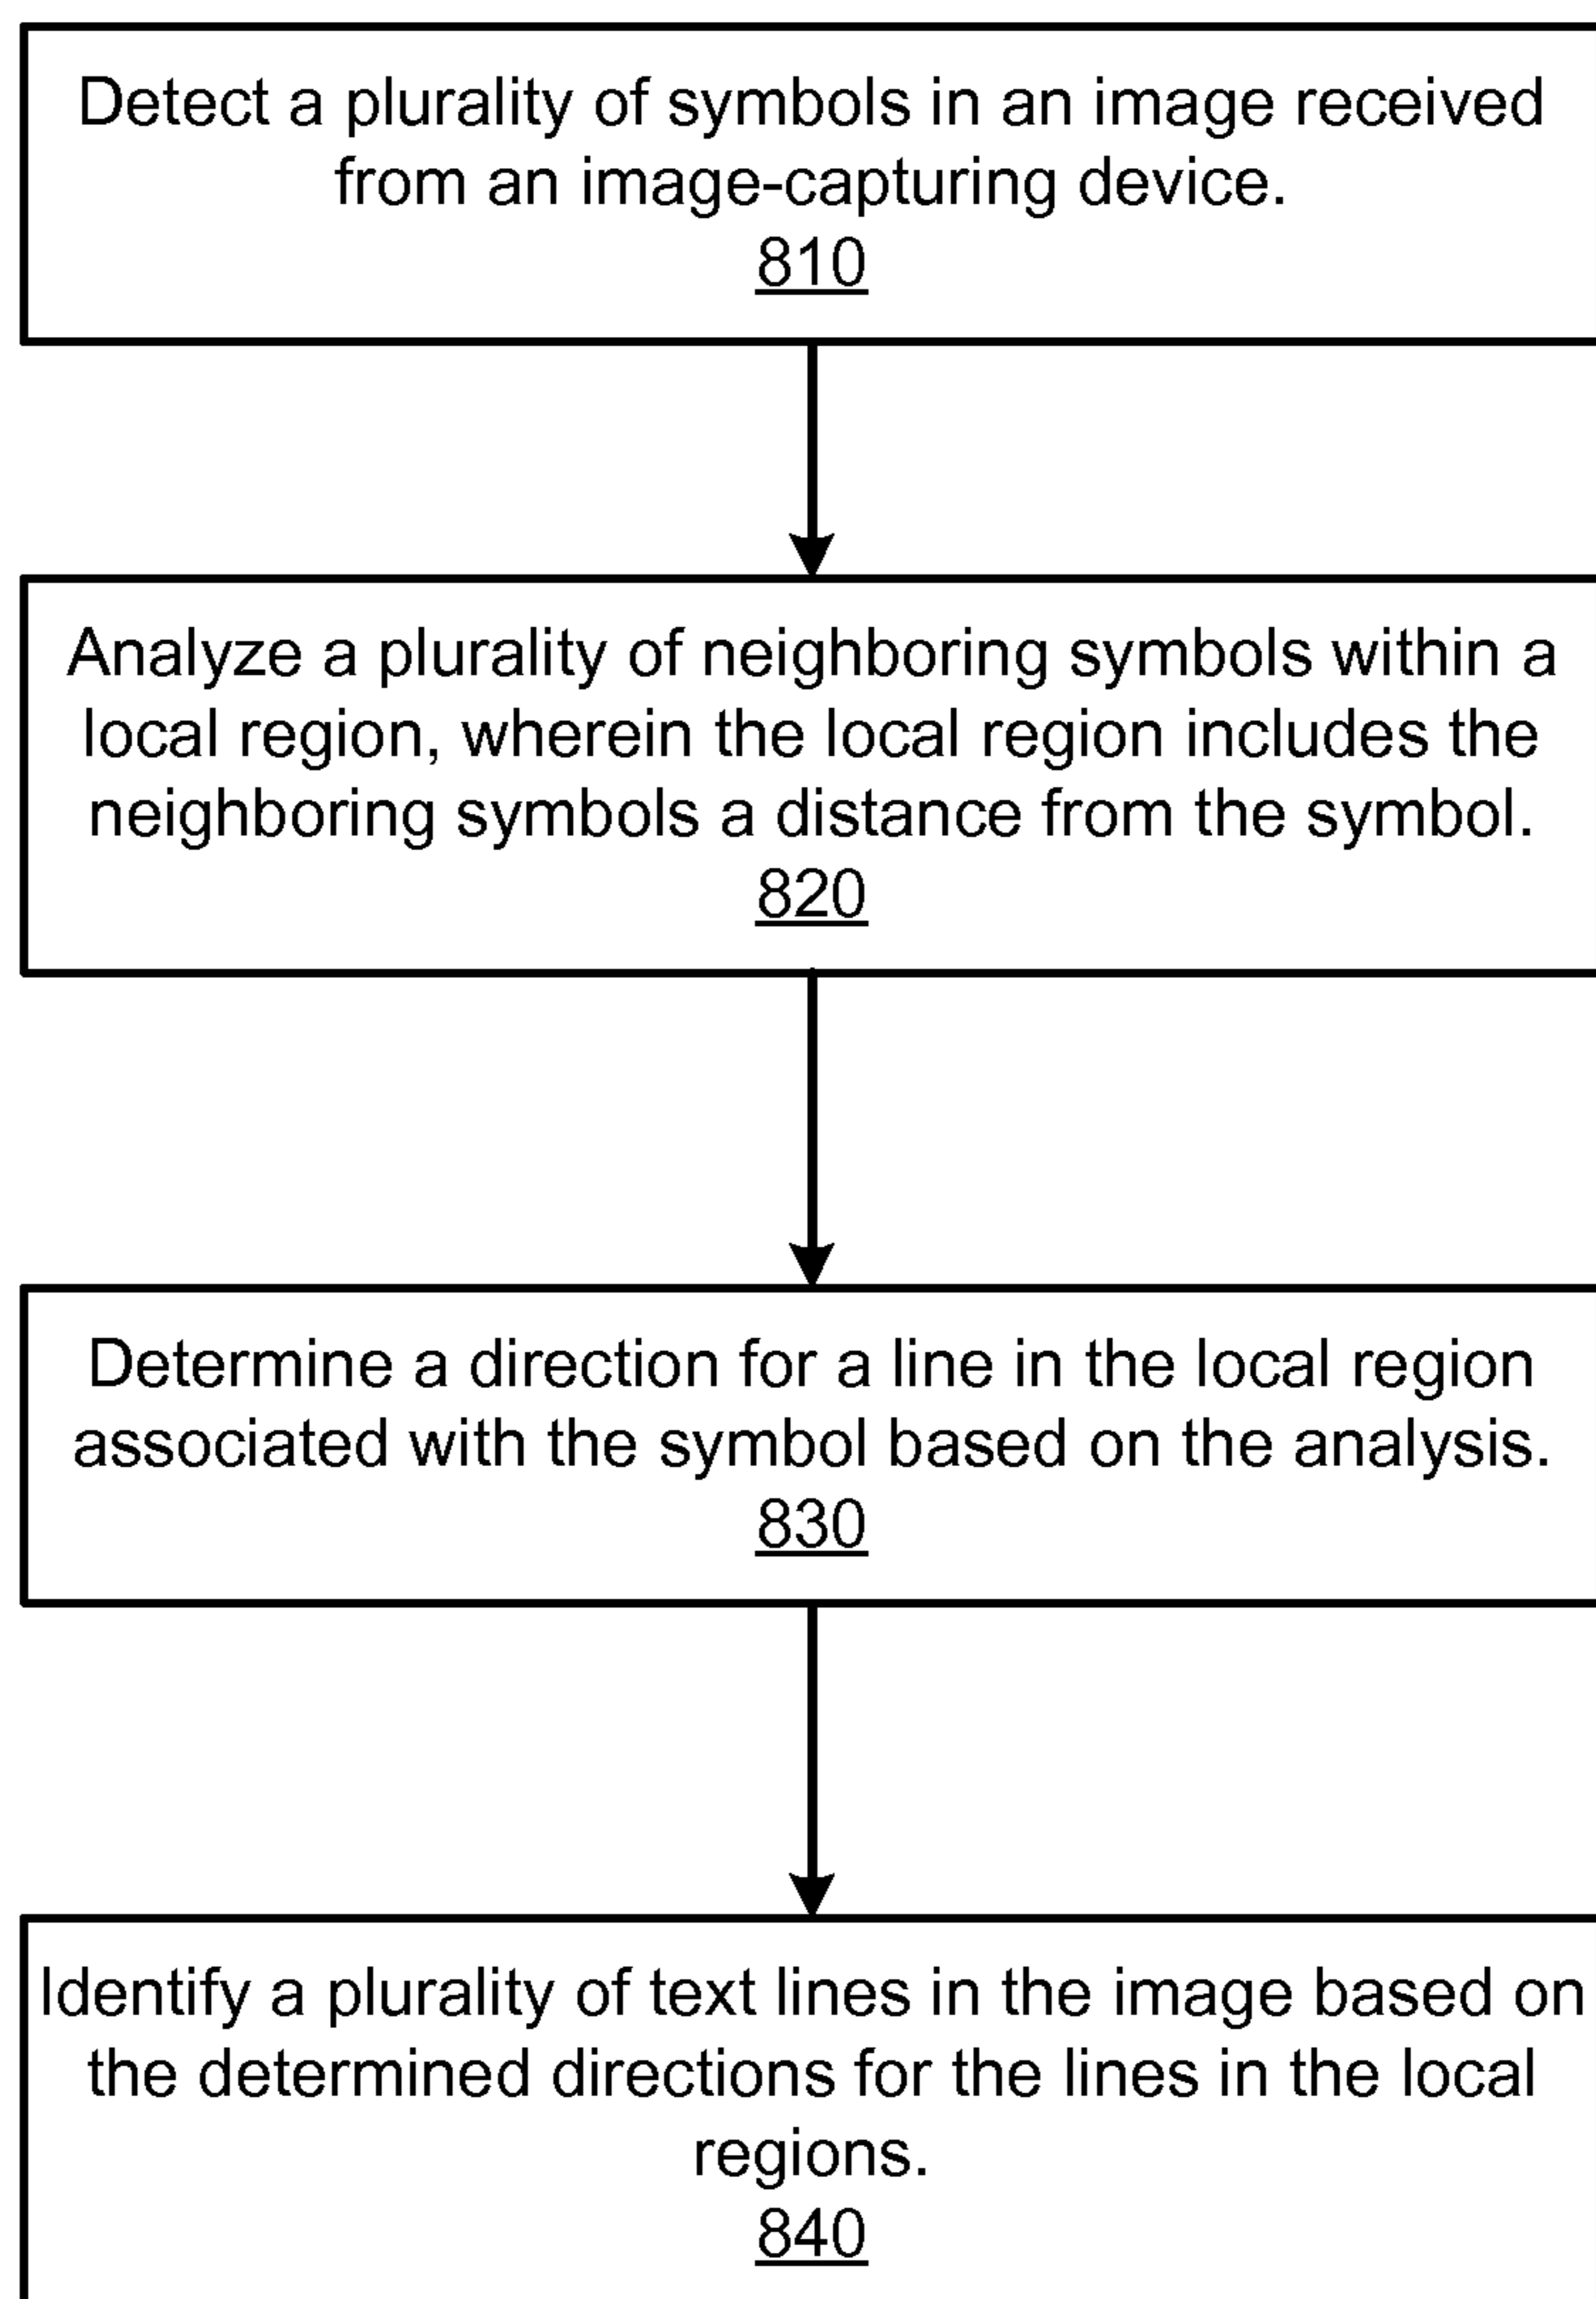 Detect a plurality of symbols in an image received
from an image-capturing device.
810
Analyze a plurality of neighboring symbols within a
local region, wherein the local region includes the
neighboring symbols a distance from the symbol.
820
Determine a direction for a line in the local region
associated with the symbol based on the analysis.
830
Identify a plurality of text lines in the image based on
the determined directions for the lines in the local
regions.
840